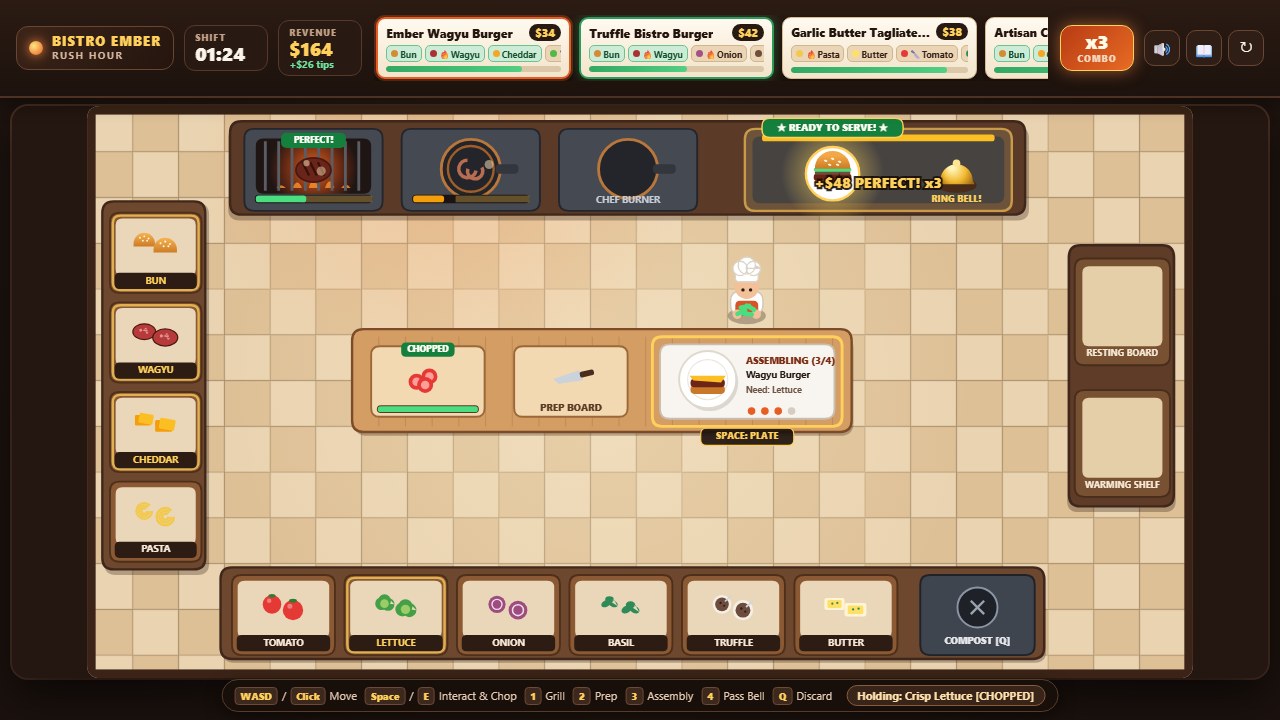 BISTRO EMBER
RUSH HOUR
SHIFT
01:24
REVENUE
$164
+$26 tips
Ember Wagyu Burger $34
Bun Wagyu Cheddar
Truffle Bistro Burger $42
Bun Wagyu Onion
Garlic Butter Tagliate... $38
Pasta Butter Tomato
Artisan C
Bun
x3
COMBO
PERFECT!
CHEF BURNER
★ READY TO SERVE! ★
+$48 PERFECT! x3
RING BELL!
BUN
WAGYU
CHEDDAR
PASTA
CHOPPED
PREP BOARD
ASSEMBLING (3/4)
Wagyu Burger
Need: Lettuce
SPACE: PLATE
RESTING BOARD
WARMING SHELF
TOMATO
LETTUCE
ONION
BASIL
TRUFFLE
BUTTER
COMPOST [Q]
WASD / Click Move Space / E Interact & Chop 1 Grill 2 Prep 3 Assembly 4 Pass Bell Q Discard Holding: Crisp Lettuce [CHOPPED]